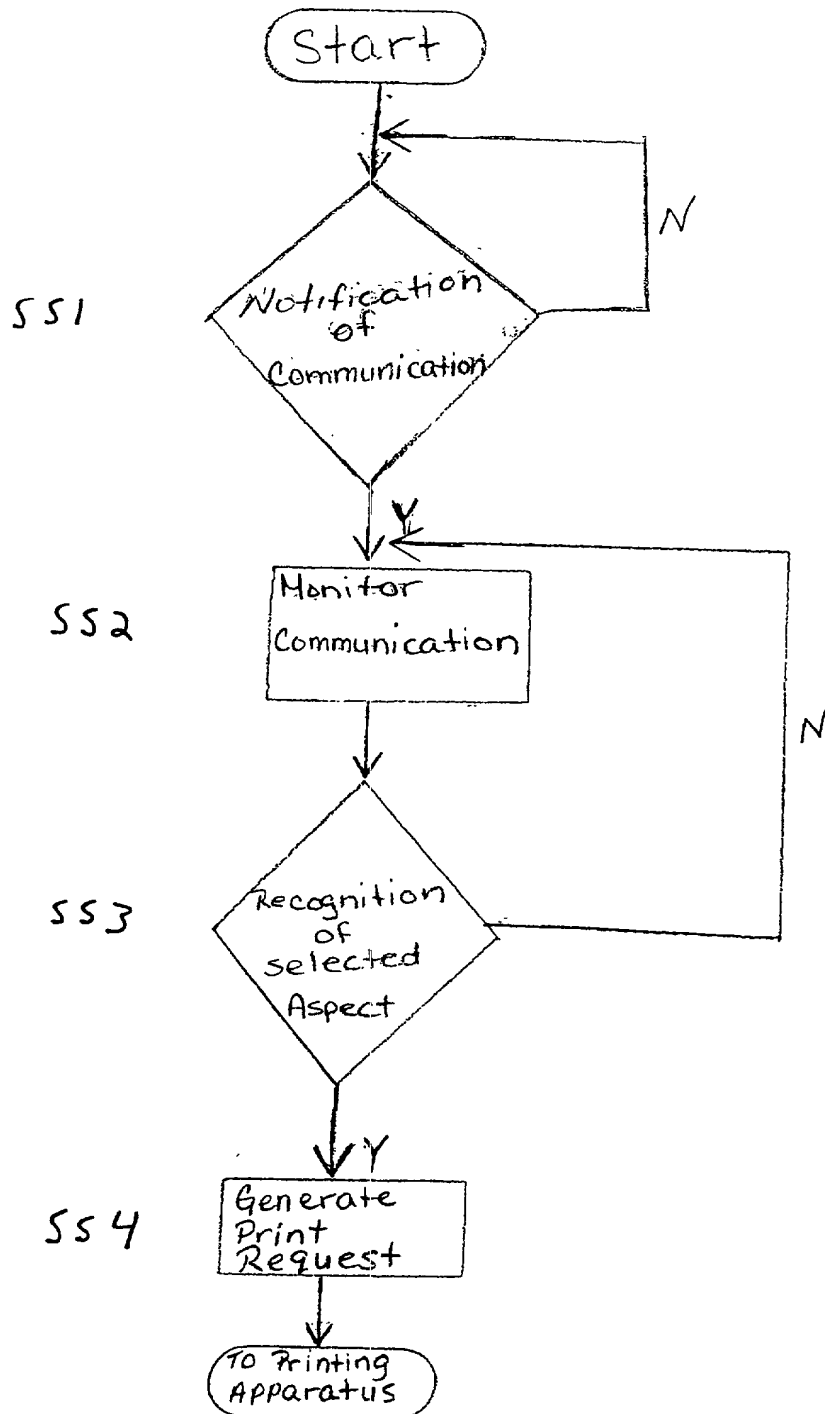 Start
N
SS1
Notification
of
Communication
Y
Monitor
SS2
Communication
N
SS3
Recognition
of
selected
Aspect
Y
SS4
Generate
Print
Request
To Printing
Apparatus